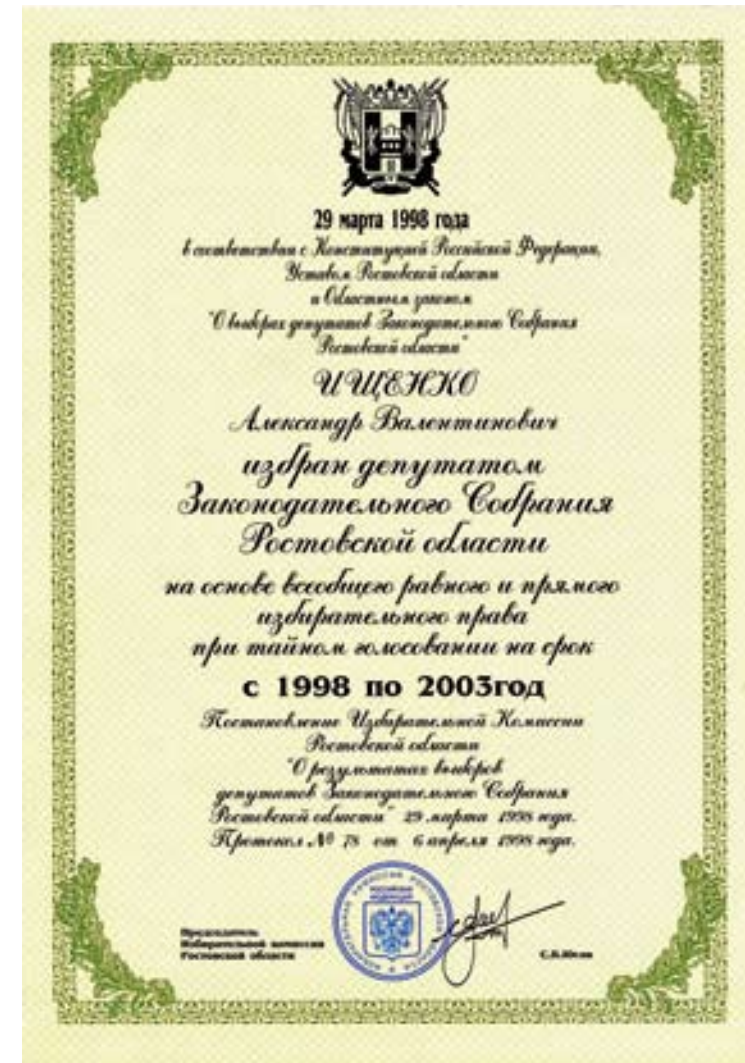 29 марта 1998 года
в соответствии с Конституцией Российской Федерации,
Уставом Ростовской области
и Областным законом
"О выборах депутатов Законодательного Собрания
Ростовской области"
ИЩЕНКО
Александр Валентинович
избран депутатом
Законодательного Собрания
Ростовской области
на основе всеобщего равного и прямого
избирательного права
при тайном голосовании на срок
с 1998 по 2003год
Постановление Избирательной Комиссии
Ростовской области
"О результатах выборов
депутатов Законодательного Собрания
Ростовской области" 29 марта 1998 года.
Протокол № 78 от 6 апреля 1998 года.
РОССИЙСКАЯ
ФЕДЕРАЦИЯ
Председатель
Избирательной комиссии
Ростовской области